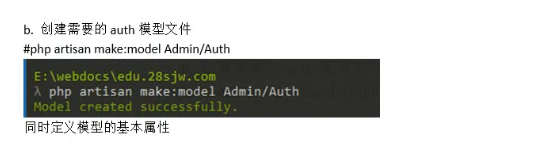 b. 创建需要的 auth 模型文件
#php artisan make:model Admin/Auth
E:\webdocs\edu.28sjw.com
λ php artisan make:model Admin/Auth
Model created successfully.
同时定义模型的基本属性